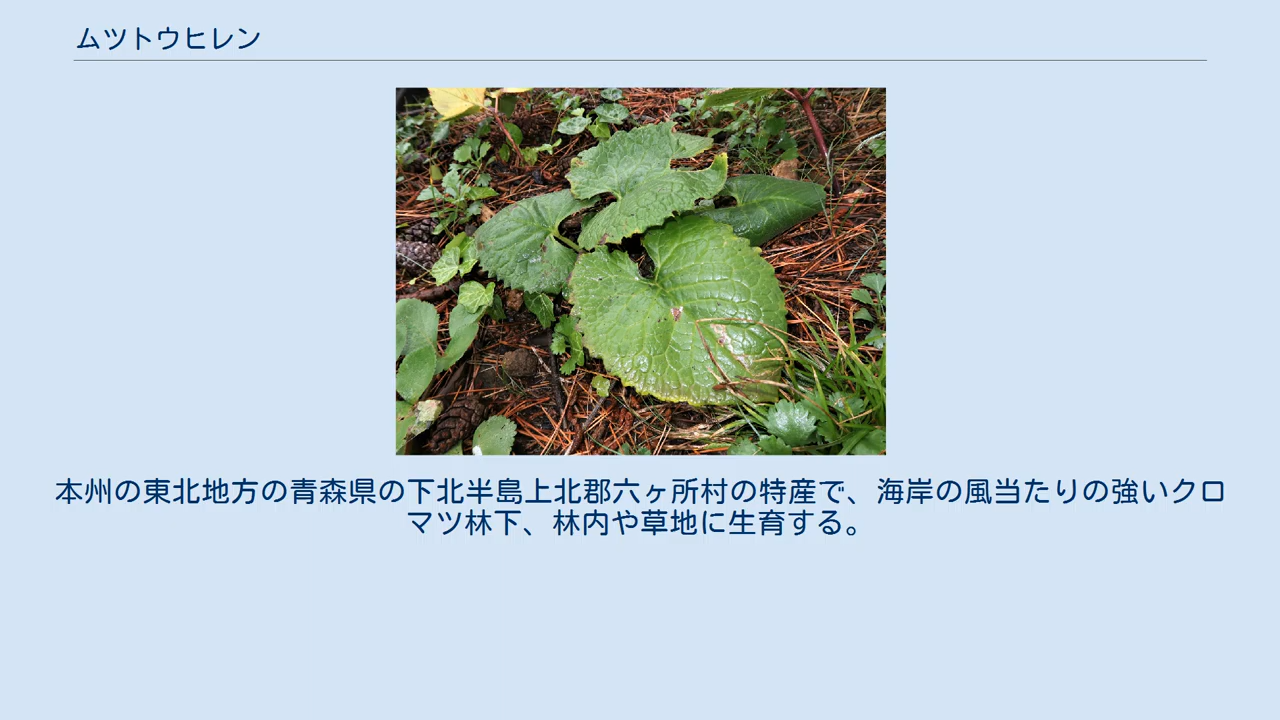 ムツトウヒレン
本州の東北地方の青森県の下北半島上北郡六ヶ所村の特産で、海岸の風当たりの強いクロ
マツ林下、林内や草地に生育する。